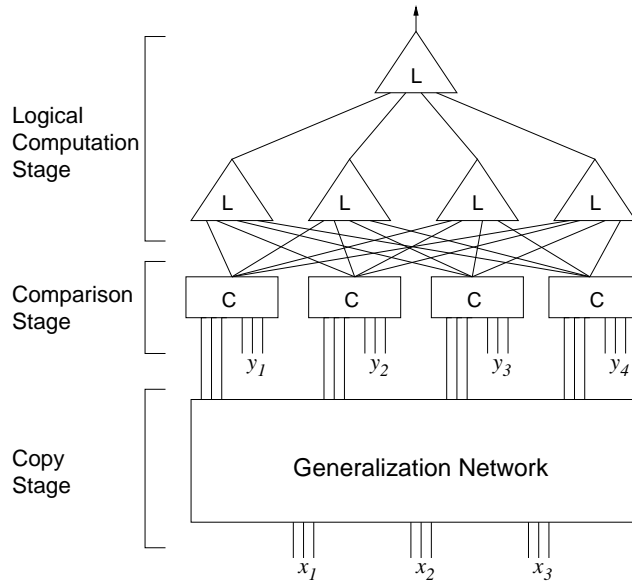 L
Logical
Computation
Stage
L L L L
Comparison
Stage
C C C C
y1 y2 y3 y4
Copy
Stage
Generalization Network
x1 x2 x3